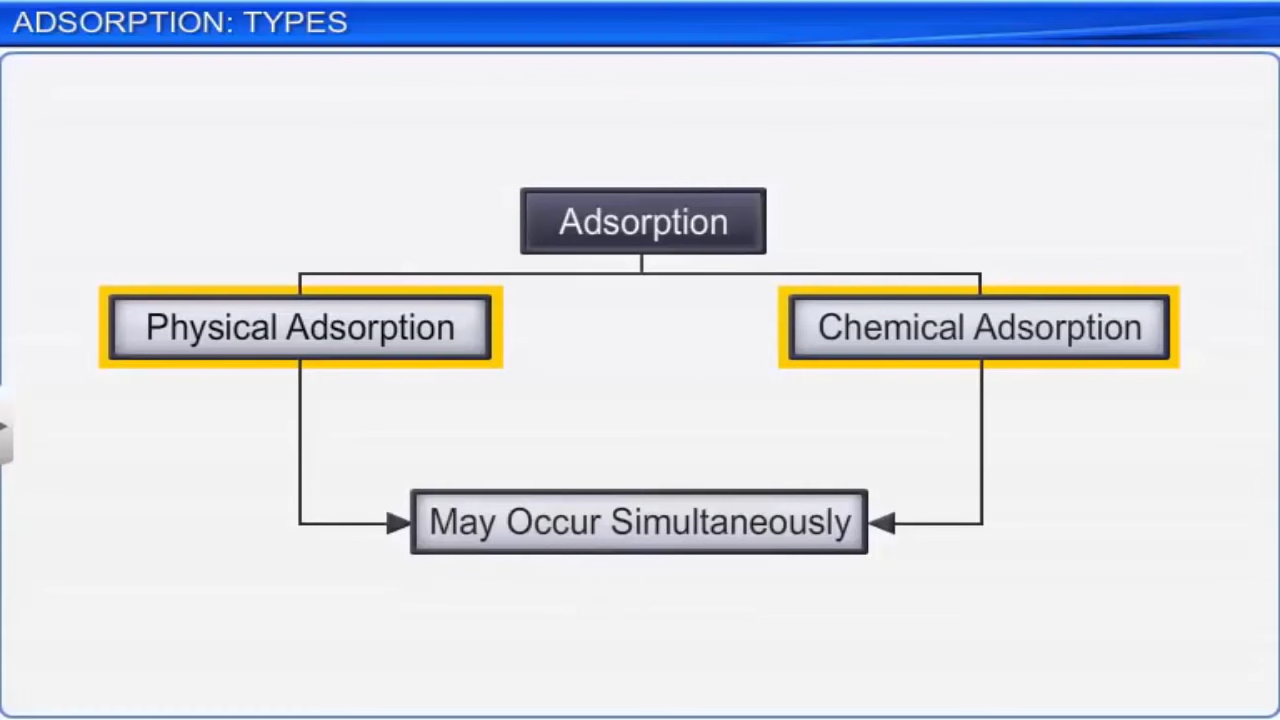 ADSORPTION: TYPES
Adsorption
Physical Adsorption
Chemical Adsorption
May Occur Simultaneously